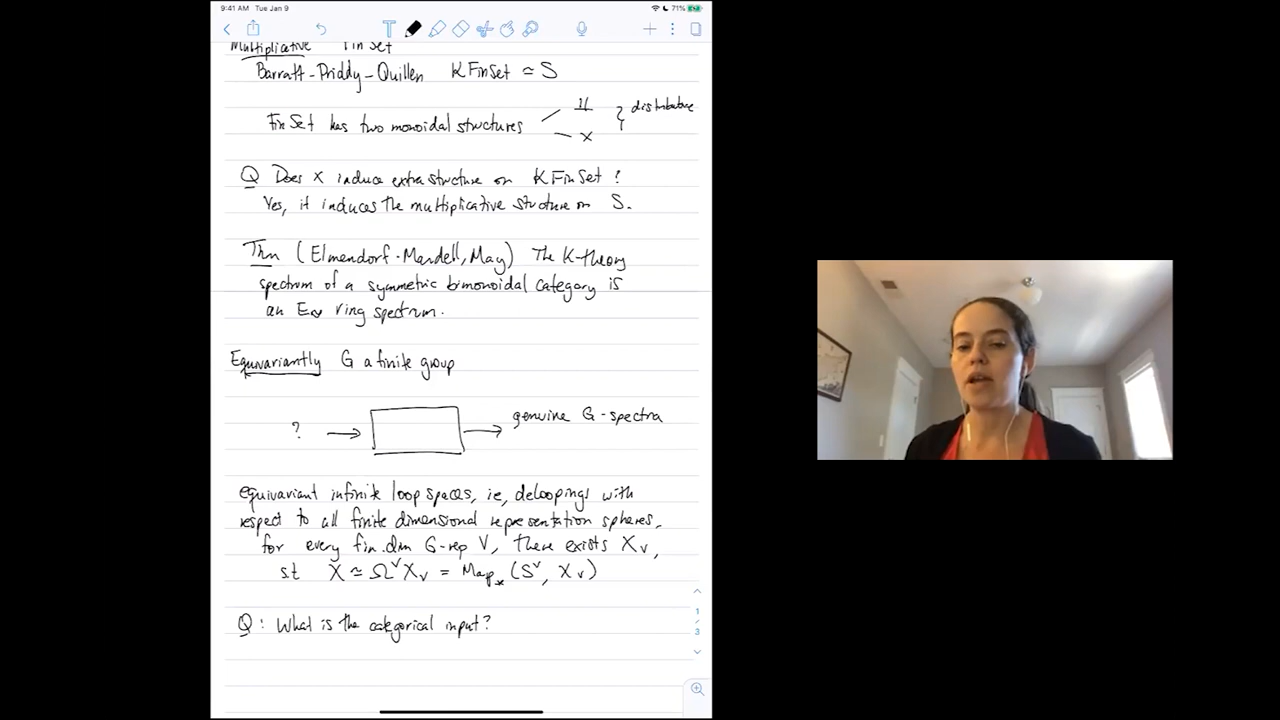 9:41 AM Tue Jan 9
71%
Multiplicative FinSet
Barratt-Priddy-Quillen K FinSet ≃ S
FinSet has two monoidal structures ⨿ × } distributive
Q Does × induce extra structure on K FinSet?
Yes, it induces the multiplicative structure on S.
Thm (Elmendorf-Mandell, May) The K-theory
spectrum of a symmetric bimonoidal category is
an E∞ ring spectrum.
Equivariantly G a finite group
? → → genuine G-spectra
equivariant infinite loop spaces, ie, deloopings with
respect to all finite dimensional representation spheres,
for every fin.dim G-rep V, there exists X_V,
s.t X ≃ Ω^V X_V = Map_* (S^V, X_V)
Q: What is the categorical input?
1
/
3